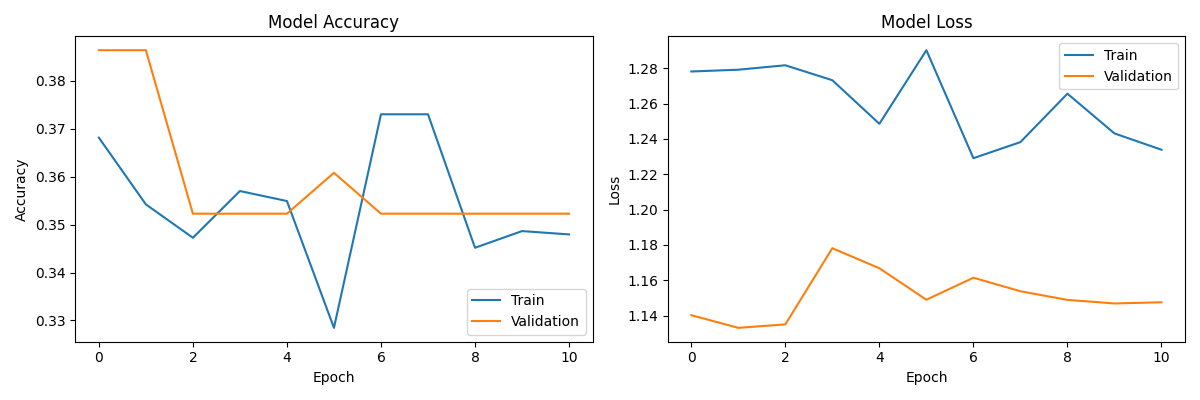 Model Accuracy
Accuracy
0.38
0.37
0.36
0.35
0.34
0.33
Train
Validation
0 2 4 6 8 10
Epoch
Model Loss
Loss
1.28
1.26
1.24
1.22
1.20
1.18
1.16
1.14
Train
Validation
0 2 4 6 8 10
Epoch